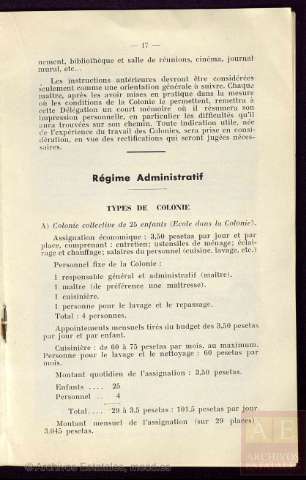 — 17 —
nement, bibliothèque et salle de réunions, cinéma, journal
mural, etc...
Les instructions antérieures devront être considérées
seulement comme une orientation générale à suivre. Chaque
maître, après les avoir mises en pratique dans la mesure
où les conditions de la Colonie le permettent, remettra à
cette Délégation un court mémoire où il résumera son
impression personnelle, en particulier les difficultés qu'il
aura trouvées sur son chemin. Toute indication utile, née
de l'expérience du travail des Colonies, sera prise en consi-
dération, en vue des rectifications qui seront jugées néces-
saires.
Régime Administratif
TYPES DE COLONIE
A) Colonie collective de 25 enfants (Ecole dans la Colonie).
Assignation économique : 3,50 pesetas par jour et par
place, comprenant : entretien; ustensiles de ménage; éclai-
rage et chauffage; salaires du personnel (cuisine, lavage, etc.)
Personnel fixe de la Colonie :
1 responsable général et administratif (maître).
1 maître (de préférence une maîtresse).
1 cuisinière.
1 personne pour le lavage et le repassage.
Total : 4 personnes.
Appointements mensuels tirés du budget des 3,50 pesetas
par jour et par enfant.
Cuisinière : de 60 à 75 pesetas par mois, au maximum.
Personne pour le lavage et le nettoyage : 60 pesetas par
mois.
Montant quotidien de l'assignation : 3,50 pesetas.
Enfants .... 25
Personnel .. 4
Total.... 29 à 3.5 pesetas : 101,5 pesetas par jour
Montant mensuel de l'assignation (sur 29 places)
3.045 pesetas.
AE
ARCHIVOS
ESTATALES
© Archivos Estatales, mecd.es